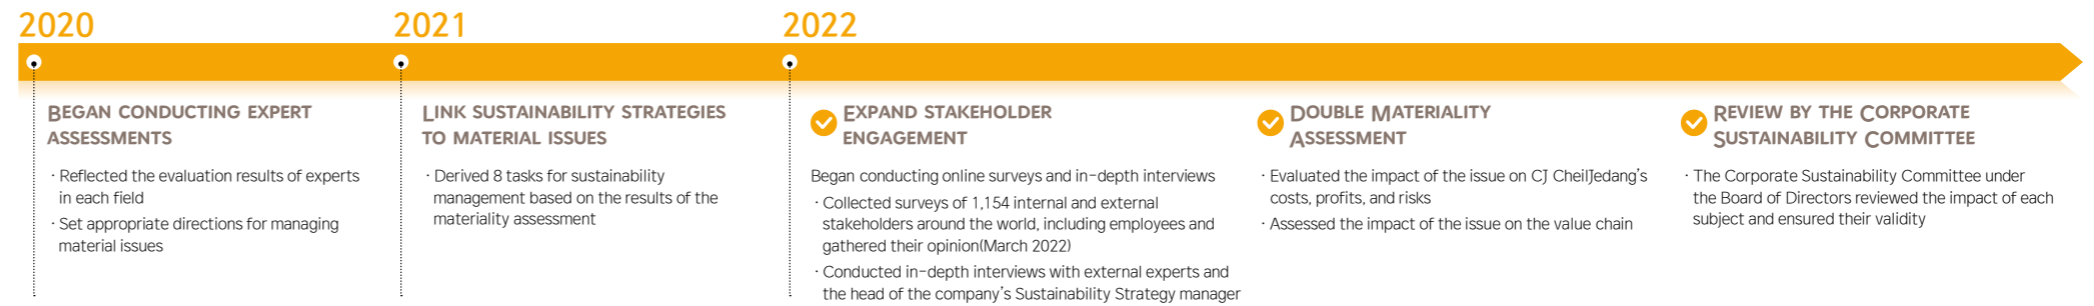 2020
BEGAN CONDUCTING EXPERT
ASSESSMENTS
· Reflected the evaluation results of experts
in each field
· Set appropriate directions for managing
material issues
2021
LINK SUSTAINABILITY STRATEGIES
TO MATERIAL ISSUES
· Derived 8 tasks for sustainability
management based on the results of the
materiality assessment
2022
EXPAND STAKEHOLDER
ENGAGEMENT
Began conducting online surveys and in-depth interviews
· Collected surveys of 1,154 internal and external
stakeholders around the world, including employees and
gathered their opinion(March 2022)
· Conducted in-depth interviews with external experts and
the head of the company's Sustainability Strategy manager
DOUBLE MATERIALITY
ASSESSMENT
· Evaluated the impact of the issue on CJ CheilJedang's
costs, profits, and risks
· Assessed the impact of the issue on the value chain
REVIEW BY THE CORPORATE
SUSTAINABILITY COMMITTEE
· The Corporate Sustainability Committee under
the Board of Directors reviewed the impact of each
subject and ensured their validity